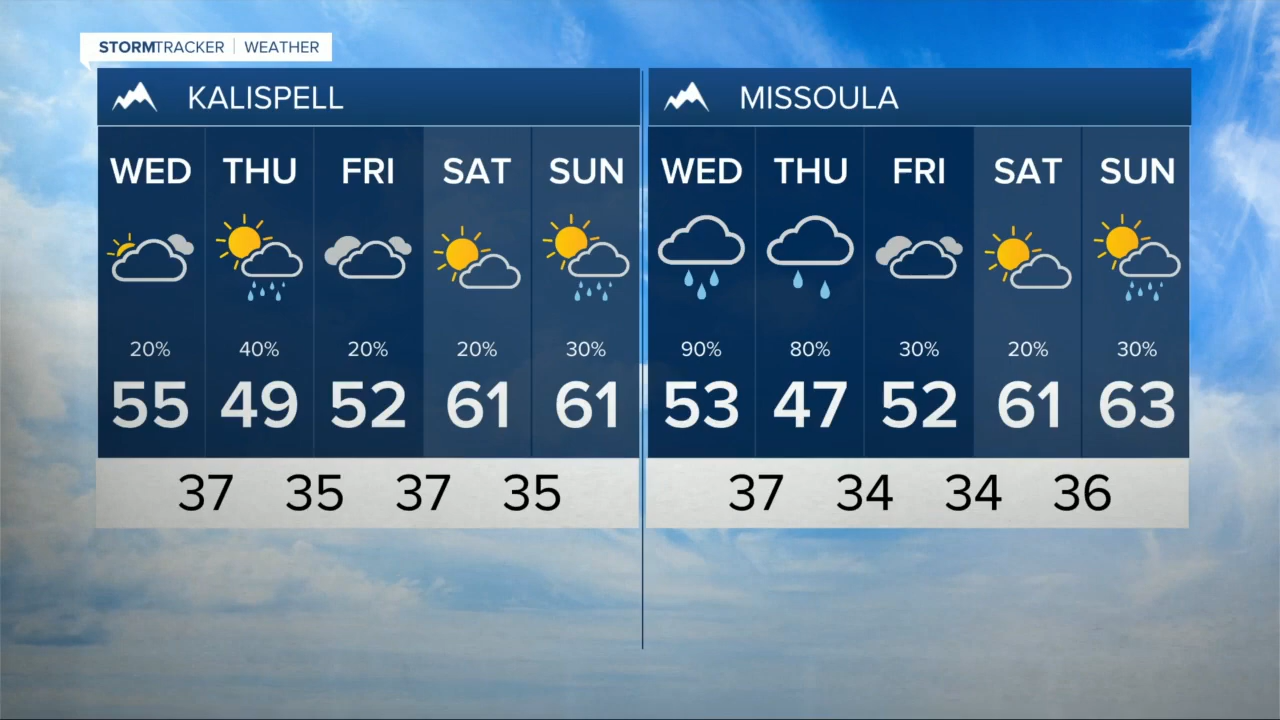 STORMTRACKER | WEATHER
KALISPELL
WED THU FRI SAT SUN
20% 40% 20% 20% 30%
55 49 52 61 61
37 35 37 35
MISSOULA
WED THU FRI SAT SUN
90% 80% 30% 20% 30%
53 47 52 61 63
37 34 34 36